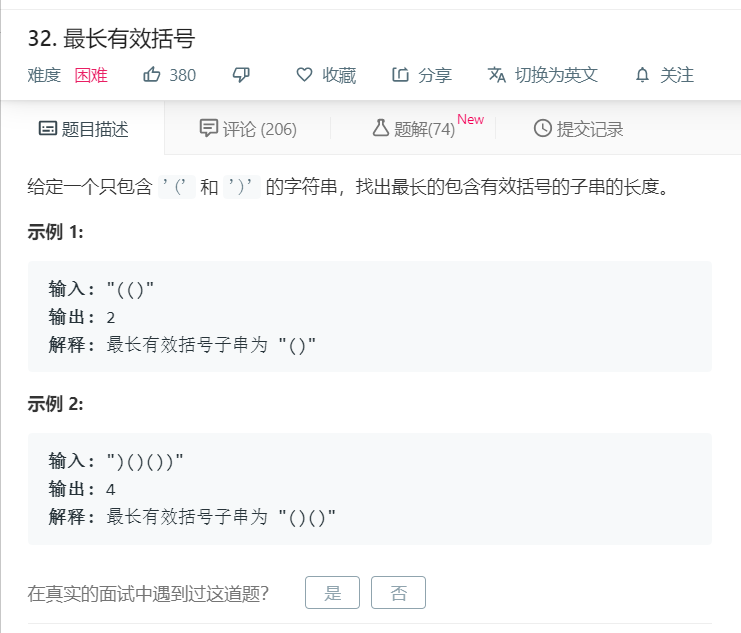 32. 最长有效括号
难度 困难 380 收藏 分享 切换为英文 关注
题目描述 评论 (206) 题解(74) New 提交记录
给定一个只包含 '(' 和 ')' 的字符串，找出最长的包含有效括号的子串的长度。
示例 1:
输入: "(()"
输出: 2
解释: 最长有效括号子串为 "()"
示例 2:
输入: ")()())"
输出: 4
解释: 最长有效括号子串为 "()()"
在真实的面试中遇到过这道题? 是 否